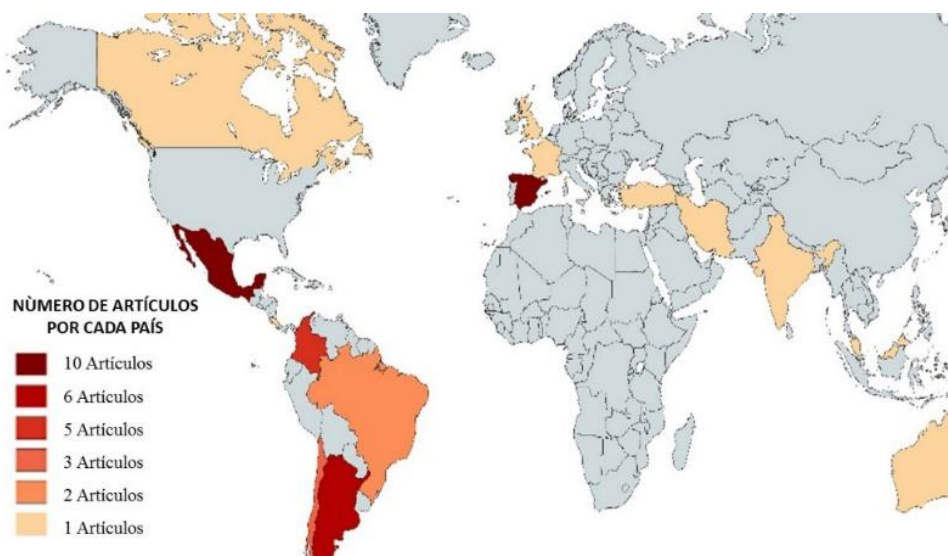 NÙMERO DE ARTÍCULOS
POR CADA PAÍS
10 Artículos
6 Artículos
5 Artículos
3 Artículos
2 Artículos
1 Artículos